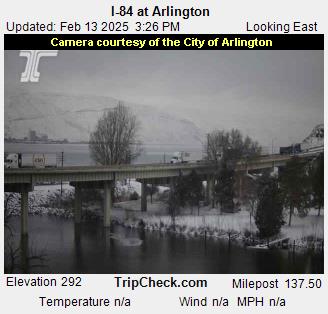 I-84 at Arlington
Updated: Feb 13 2025 3:26 PM Looking East
Camera courtesy of the City of Arlington
Elevation 292 TripCheck.com Milepost 137.50
Temperature n/a Wind n/a MPH n/a